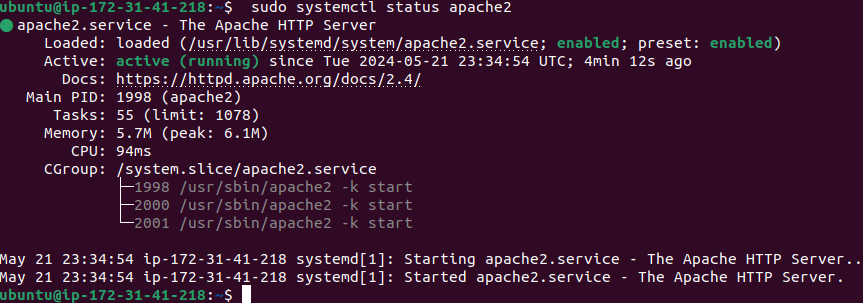 ubuntu@ip-172-31-41-218:~$  sudo systemctl status apache2
● apache2.service - The Apache HTTP Server
     Loaded: loaded (/usr/lib/systemd/system/apache2.service; enabled; preset: enabled)
     Active: active (running) since Tue 2024-05-21 23:34:54 UTC; 4min 12s ago
       Docs: https://httpd.apache.org/docs/2.4/
   Main PID: 1998 (apache2)
      Tasks: 55 (limit: 1078)
     Memory: 5.7M (peak: 6.1M)
        CPU: 94ms
     CGroup: /system.slice/apache2.service
             ├─1998 /usr/sbin/apache2 -k start
             ├─2000 /usr/sbin/apache2 -k start
             └─2001 /usr/sbin/apache2 -k start
May 21 23:34:54 ip-172-31-41-218 systemd[1]: Starting apache2.service - The Apache HTTP Server..
May 21 23:34:54 ip-172-31-41-218 systemd[1]: Started apache2.service - The Apache HTTP Server.
ubuntu@ip-172-31-41-218:~$